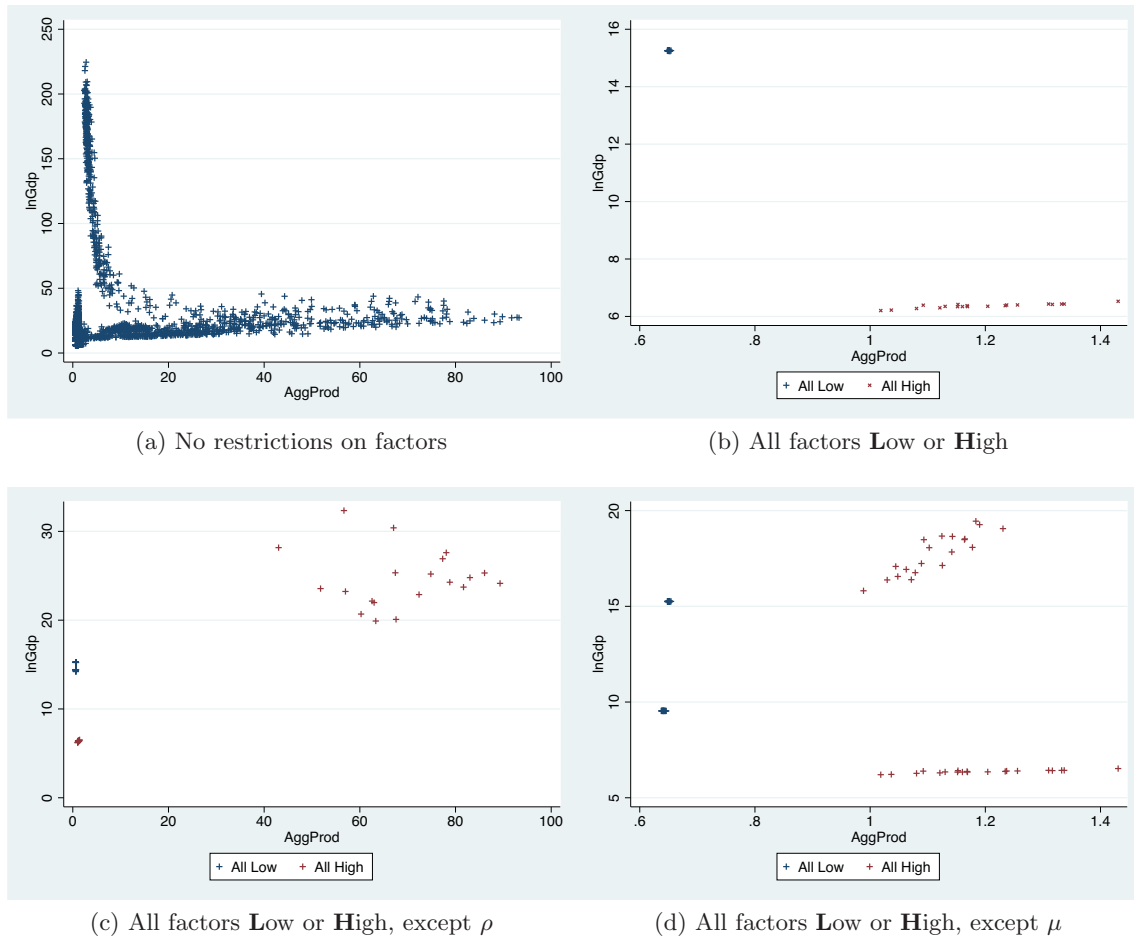 lnGdp
250
200
150
100
50
0
0 20 40 60 80 100
AggProd
(a) No restrictions on factors
lnGdp
16
14
12
10
8
6
.6 .8 1 1.2 1.4
AggProd
All Low All High
(b) All factors Low or High
lnGdp
30
20
10
0
0 20 40 60 80 100
AggProd
All Low All High
(c) All factors Low or High, except ρ
lnGdp
20
15
10
5
.6 .8 1 1.2 1.4
AggProd
All Low All High
(d) All factors Low or High, except μ